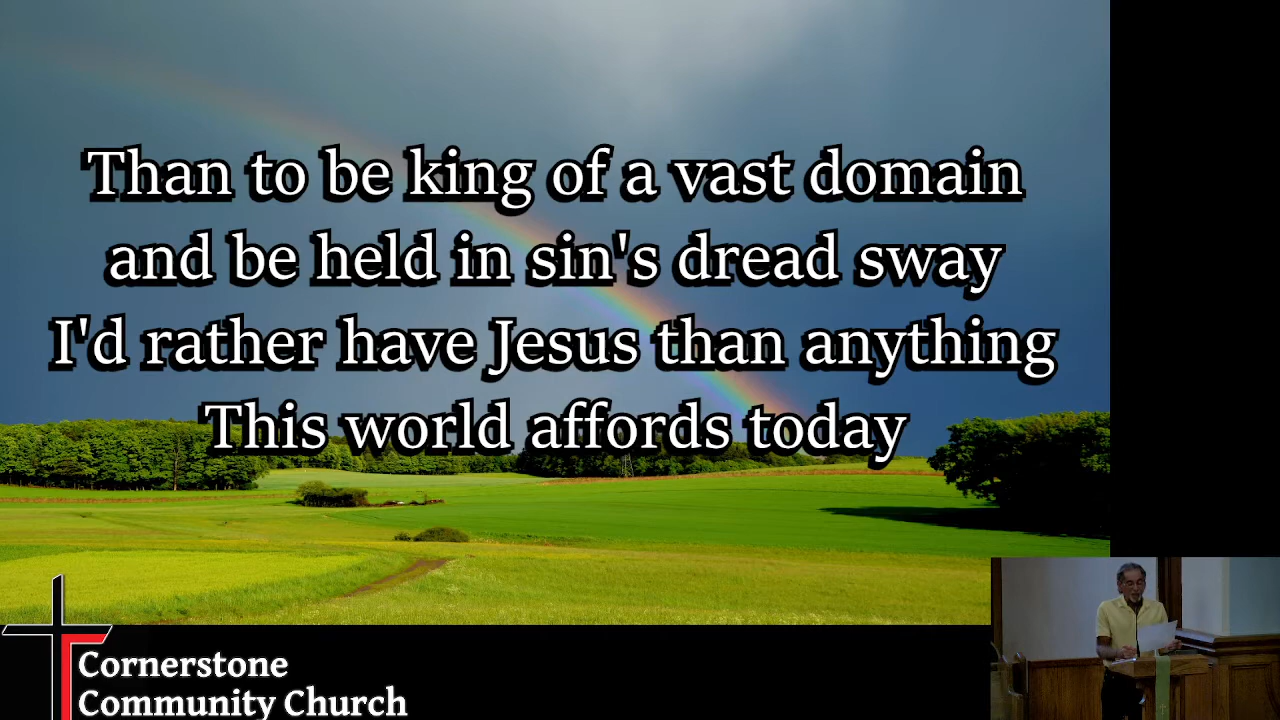 Than to be king of a vast domain
and be held in sin's dread sway
I'd rather have Jesus than anything
This world affords today
Cornerstone
Community Church